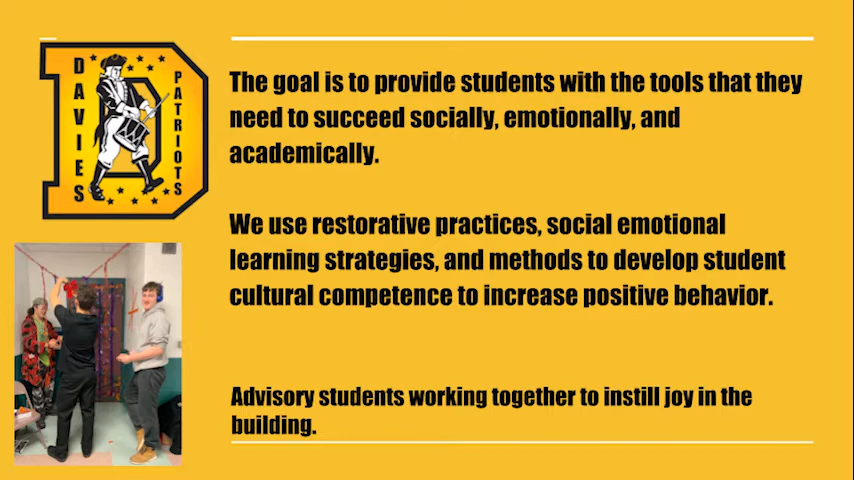 DAVIES
PATRIOTS
The goal is to provide students with the tools that they
need to succeed socially, emotionally, and
academically.
We use restorative practices, social emotional
learning strategies, and methods to develop student
cultural competence to increase positive behavior.
Advisory students working together to instill joy in the
building.